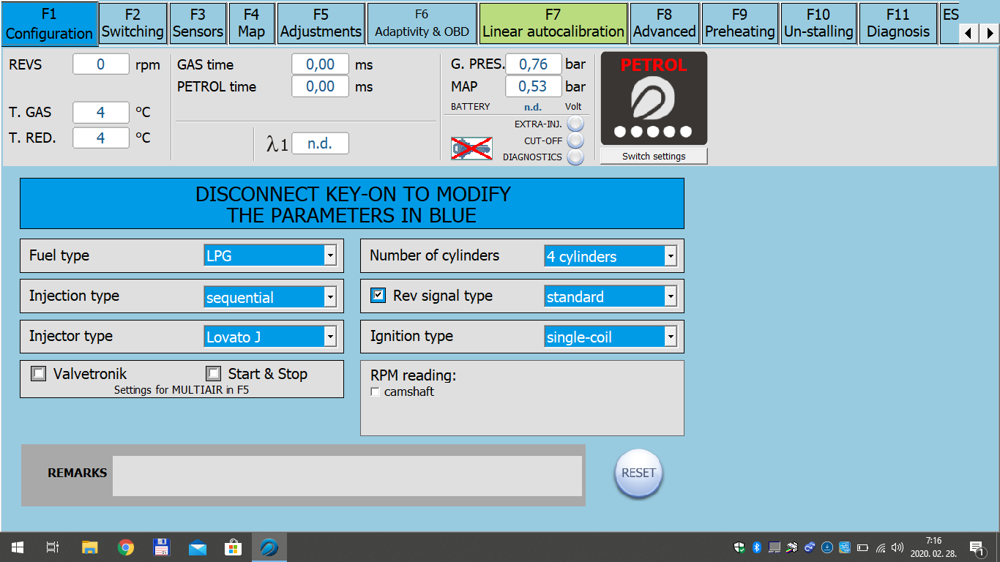 F1 F2 F3 F4 F5 F6 F7 F8 F9 F10 F11 ES
Configuration Switching Sensors Map Adjustments Adaptivity & OBD Linear autocalibration Advanced Preheating Un-stalling Diagnosis
REVS 0 rpm GAS time 0,00 ms G. PRES. 0,76 bar PETROL
PETROL time 0,00 ms MAP 0,53 bar
BATTERY n.d. Volt
T. GAS 4 °C
EXTRA-INJ.
T. RED. 4 °C λ1 n.d. CUT-OFF
DIAGNOSTICS Switch settings
DISCONNECT KEY-ON TO MODIFY
THE PARAMETERS IN BLUE
Fuel type LPG Number of cylinders 4 cylinders
Injection type sequential Rev signal type standard
Injector type Lovato J Ignition type single-coil
Valvetronik Start & Stop RPM reading:
Settings for MULTIAIR in F5 camshaft
REMARKS RESET
7:16
2020. 02. 28. 1